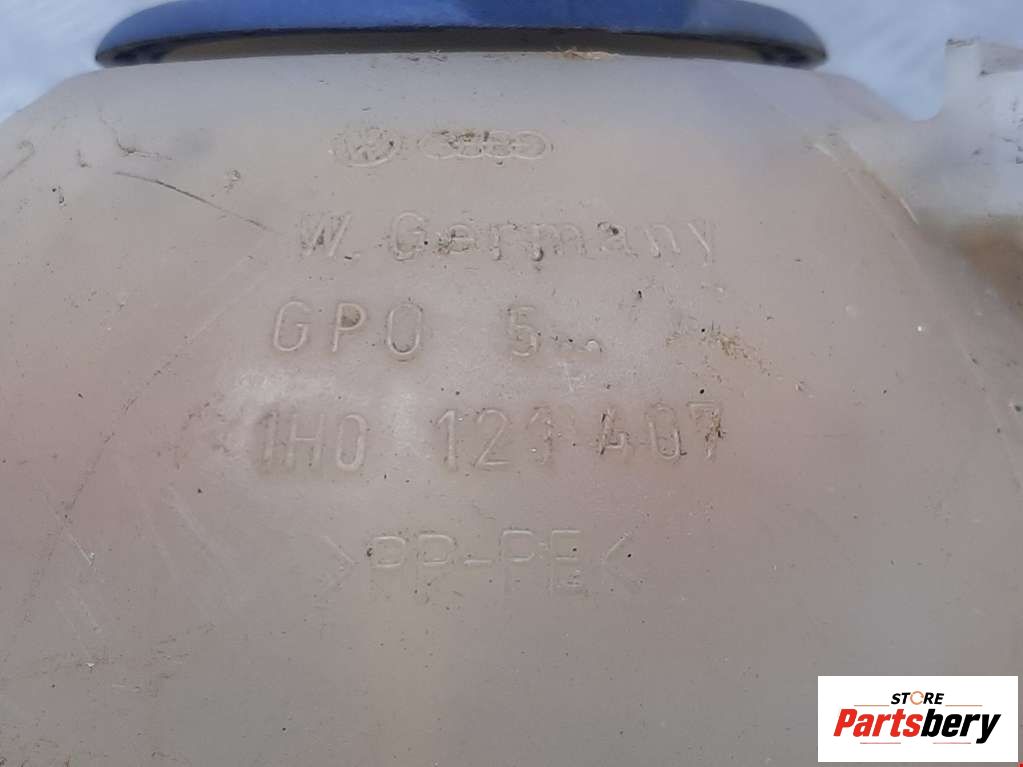 W. Germany
GPO 5
1H0 121 407
>PP-PE<
STORE
Partsbery